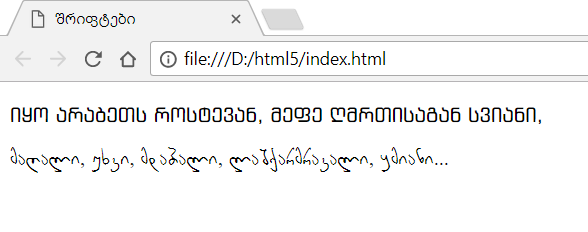 შრიფტები
file:///D:/html5/index.html
იყო არაბეთს როსტევან, მეფე ღმრთისაგან სვიანი,
მაღალი, უხვი, მდაბალი, ლაშქარმრავალი, ყმიანი...